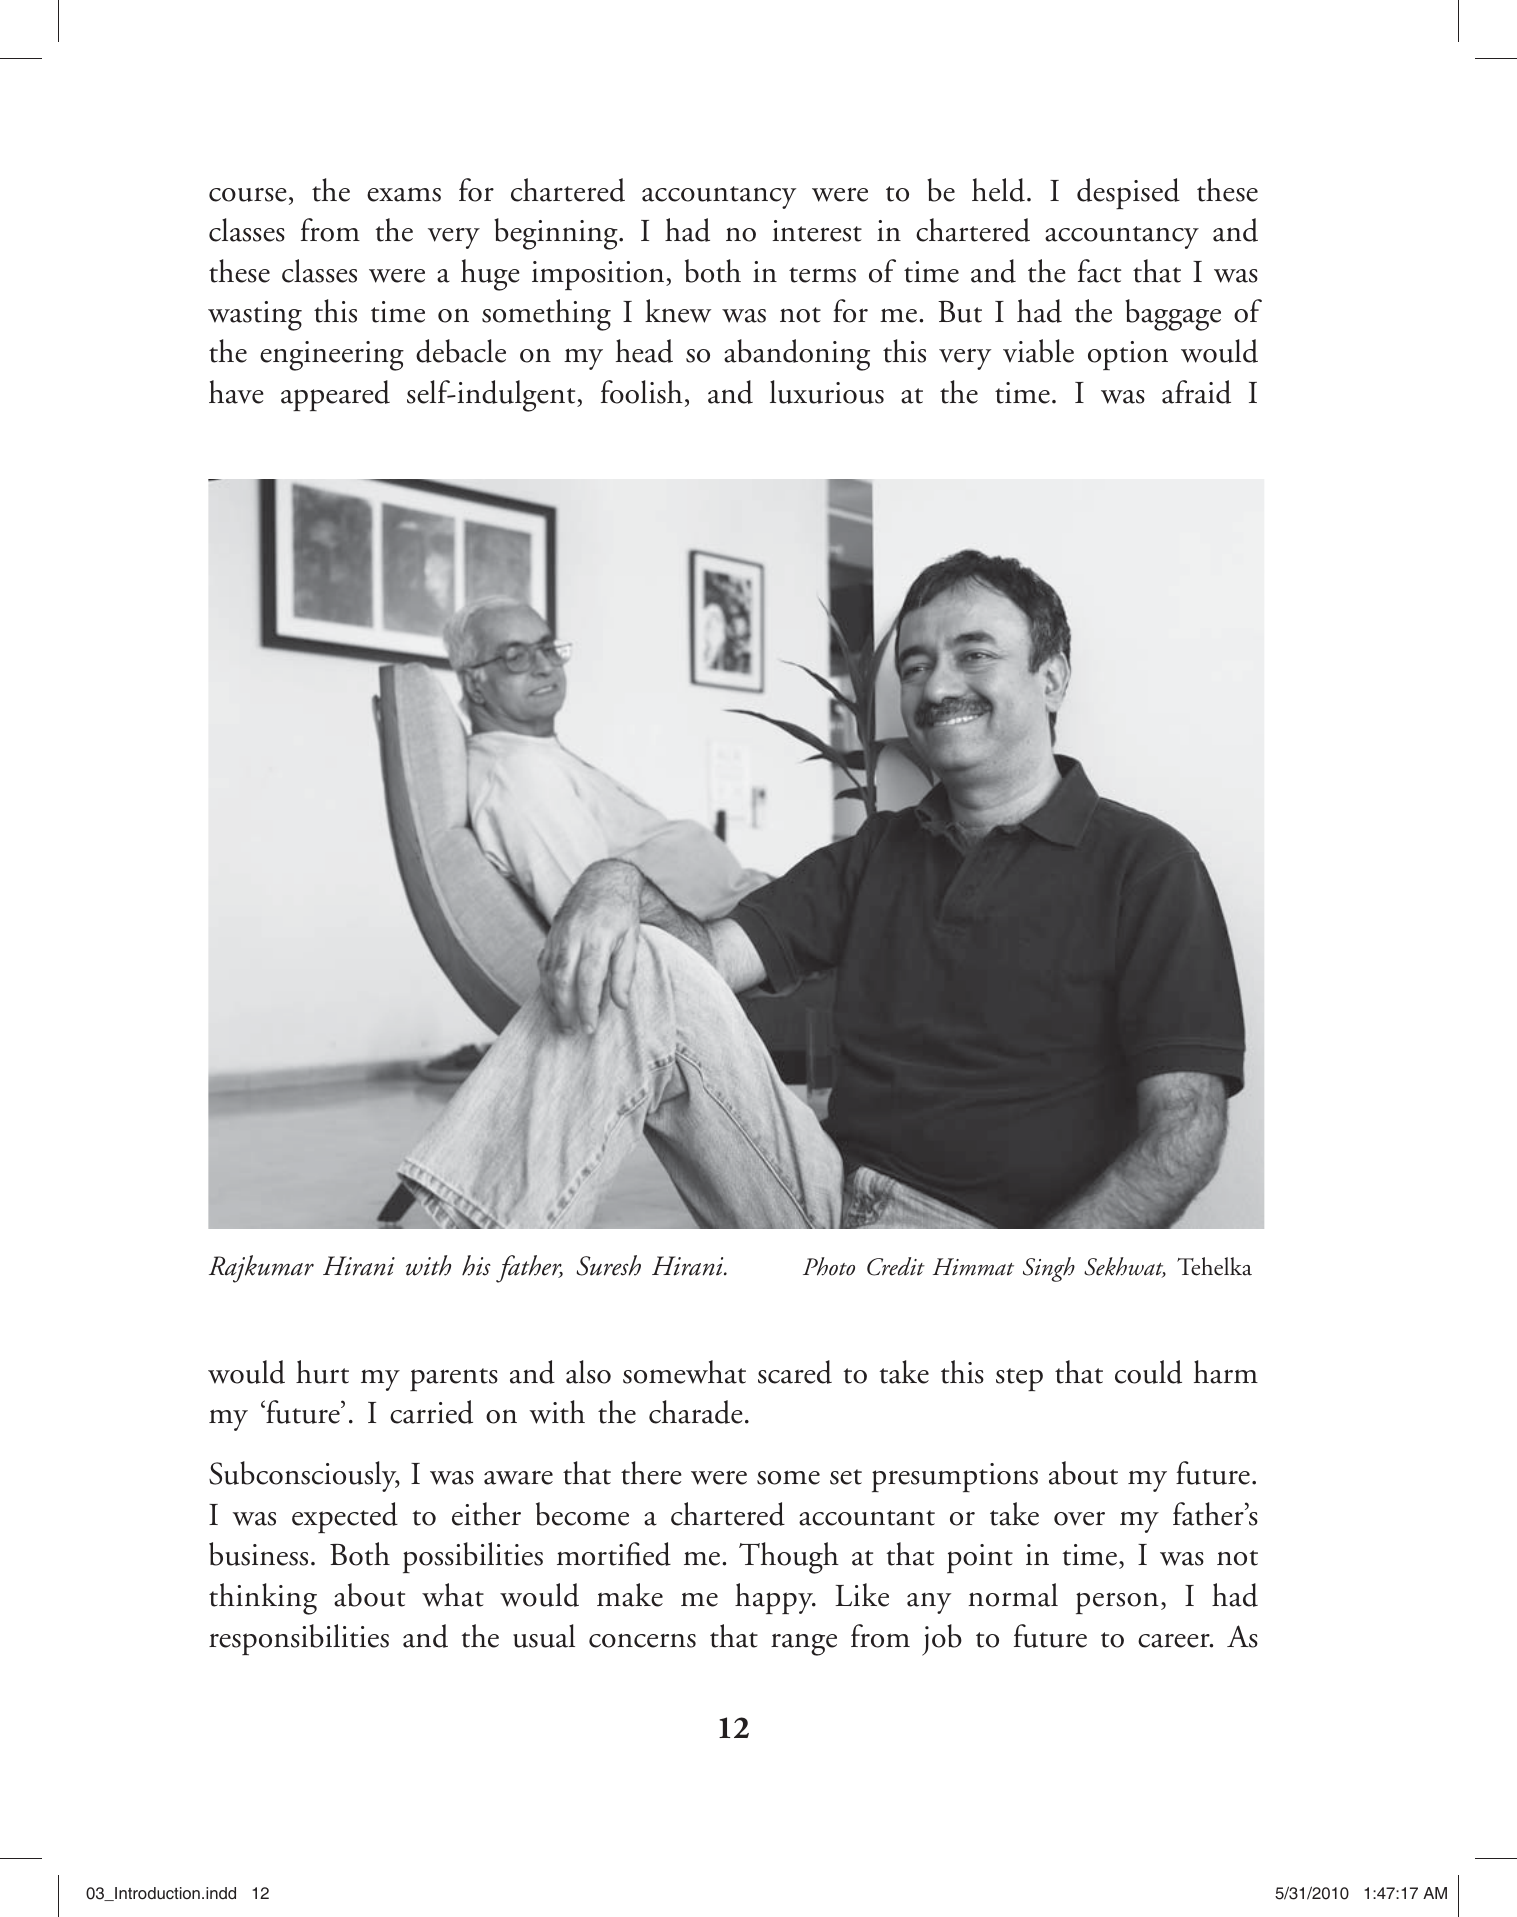 course, the exams for chartered accountancy were to be held. I despised these
classes from the very beginning. I had no interest in chartered accountancy and
these classes were a huge imposition, both in terms of time and the fact that I was
wasting this time on something I knew was not for me. But I had the baggage of
the engineering debacle on my head so abandoning this very viable option would
have appeared self-indulgent, foolish, and luxurious at the time. I was afraid I
Rajkumar Hirani with his father, Suresh Hirani. Photo Credit Himmat Singh Sekhwat, Tehelka
would hurt my parents and also somewhat scared to take this step that could harm
my ‘future’. I carried on with the charade.
Subconsciously, I was aware that there were some set presumptions about my future.
I was expected to either become a chartered accountant or take over my father’s
business. Both possibilities mortified me. Though at that point in time, I was not
thinking about what would make me happy. Like any normal person, I had
responsibilities and the usual concerns that range from job to future to career. As
12
03_Introduction.indd 12 5/31/2010 1:47:17 AM